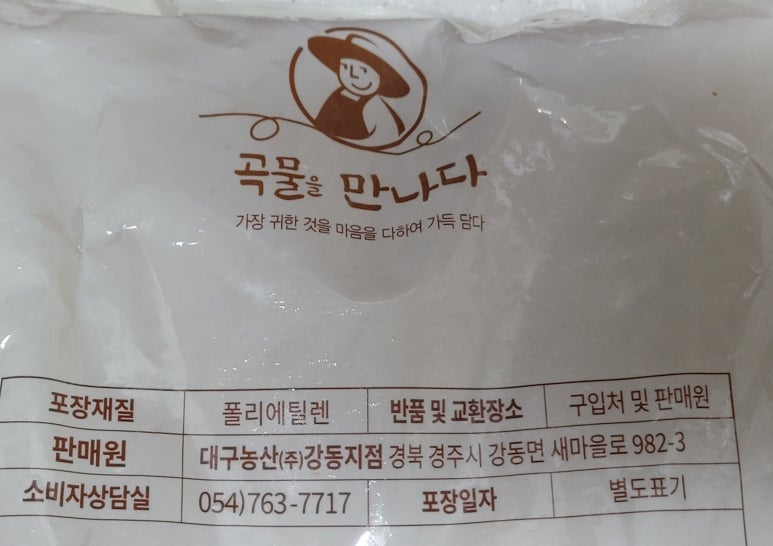 곡물을 만나다
가장 귀한 것을 마음을 다하여 가득 담다
포장재질 폴리에틸렌 반품 및 교환장소 구입처 및 판매원
판매원 대구농산(주)강동지점 경북 경주시 강동면 새마을로 982-3
소비자상담실 054)763-7717 포장일자 별도표기